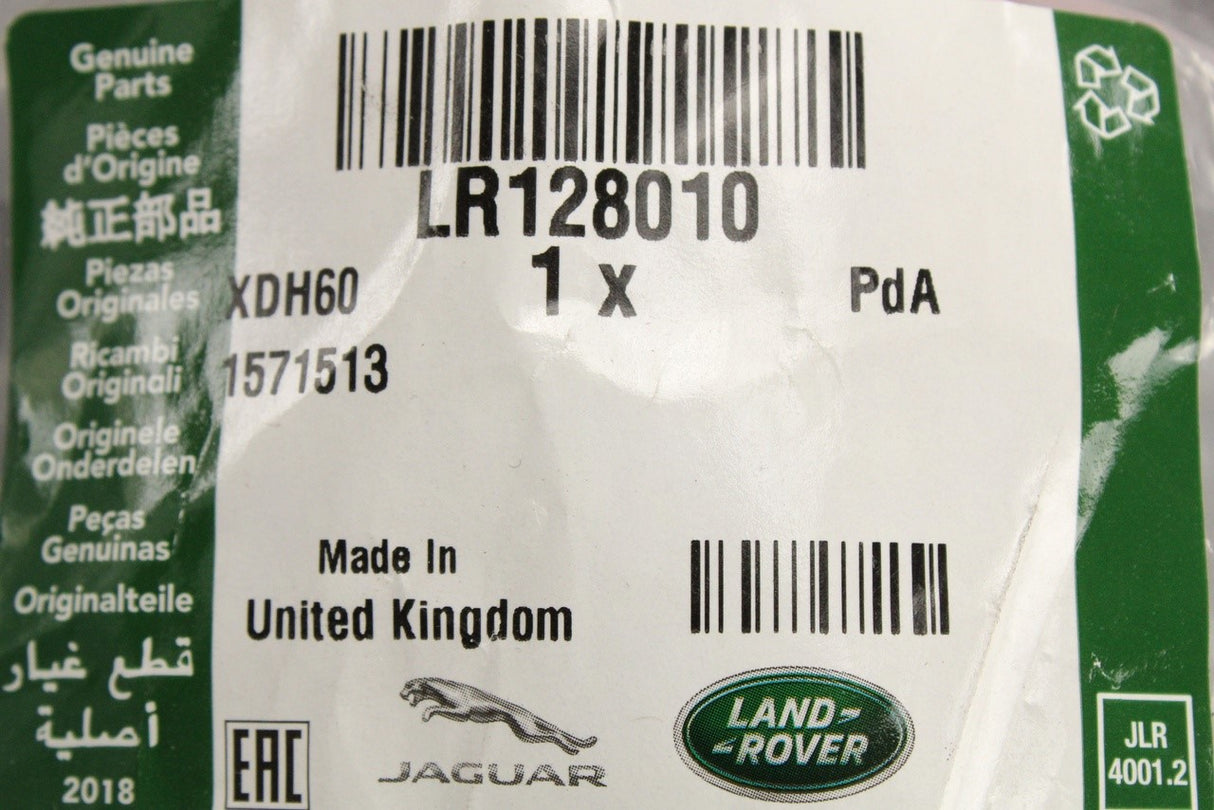 Genuine
Parts
Pièces
d'Origine
純正部品
Piezas
Originales
Ricambi
Originali
Originele
Onderdelen
Peças
Genuinas
Originalteile
قطع غيار
أصلية
2018
LR128010
XDH60
1 x
PdA
1571513
Made In
United Kingdom
EAC
JAGUAR
LAND-
-ROVER
JLR
4001.2